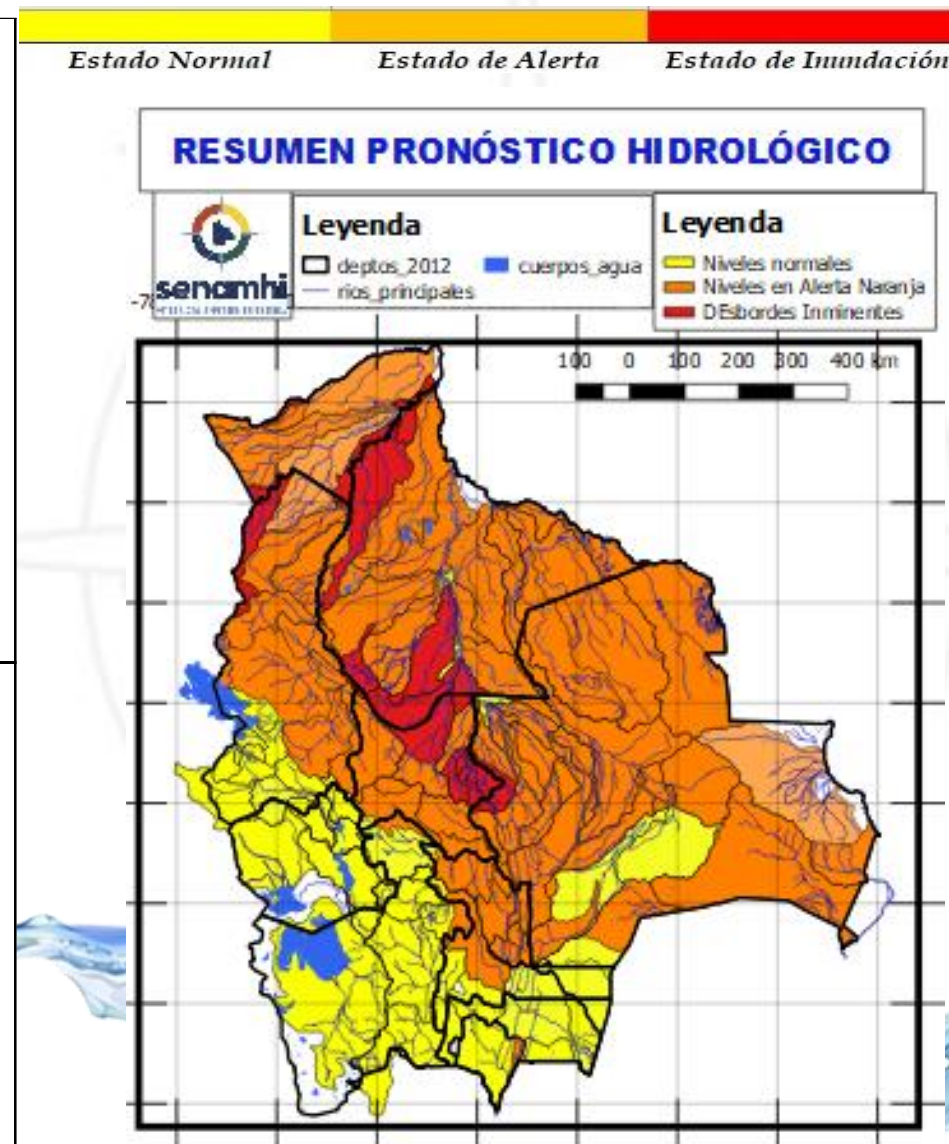 Estado Normal
Estado de Alerta
Estado de Inundación
RESUMEN PRONÓSTICO HIDROLÓGICO
senamhi
Leyenda
deptos_2012
cuerpos_agua
rios_principales
Leyenda
Niveles normales
Niveles en Alerta Naranja
DEsbordes Inminentes
100 0 100 200 300 400 km